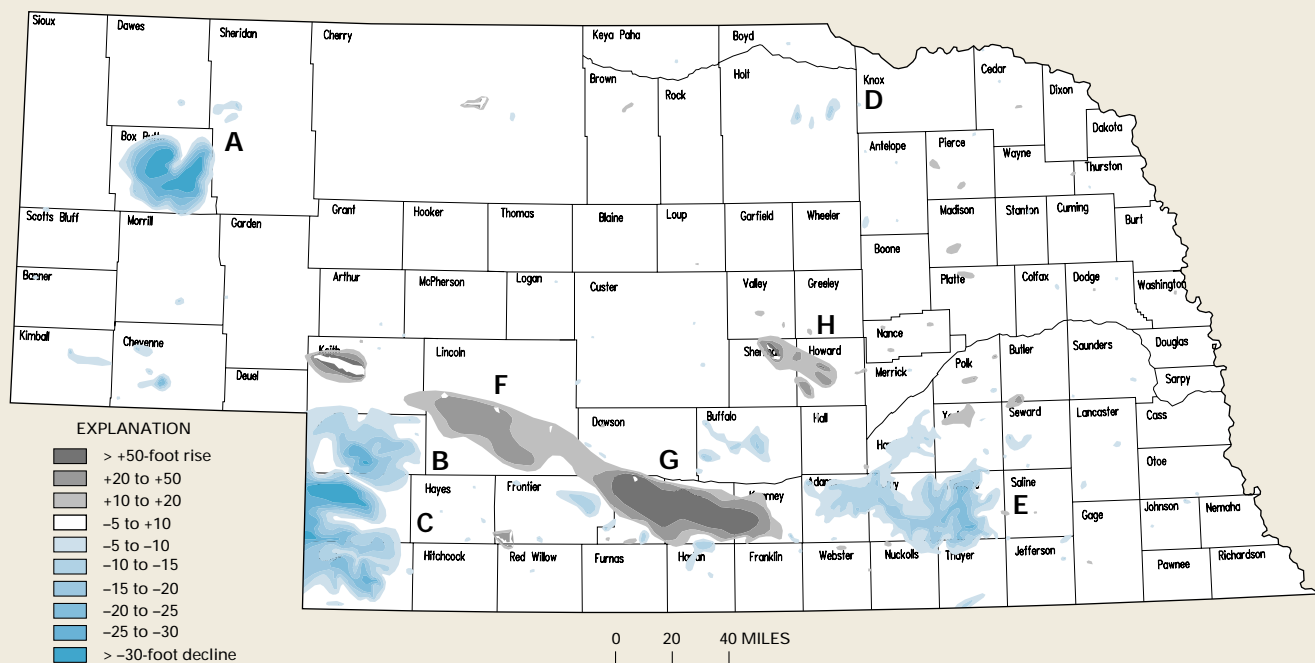 Sioux
Dawes
Sheridan
Cherry
Keya Paha
Boyd
Brown
Rock
Holt
Knox
Cedar
Dixon
Dakota
D
A
Box
Antelope
Pierce
Wayne
Thurston
Scotts Bluff
Morrill
Garden
Grant
Hooker
Thomas
Blaine
Loup
Garfield
Wheeler
Madison
Stanton
Cuming
Burt
Boone
Banner
Arthur
McPherson
Logan
Custer
Valley
Greeley
Platte
Colfax
Dodge
Washington
Kimball
Cheyenne
Deuel
Keith
Lincoln
H
Howard
Nance
Merrick
Polk
Butler
Saunders
Douglas
Sarpy
F
Dawson
Buffalo
Hall
Seward
Lancaster
Cass
Otoe
B
G
C
Hayes
Frontier
Saline
E
Gage
Johnson
Nemaha
Hitchcock
Red Willow
Furnas
Franklin
Webster
Nuckolls
Thayer
Jefferson
Pawnee
Richardson
EXPLANATION
> +50-foot rise
+20 to +50
+10 to +20
–5 to +10
–5 to –10
–10 to –15
–15 to –20
–20 to –25
–25 to –30
> –30-foot decline
0 20 40 MILES